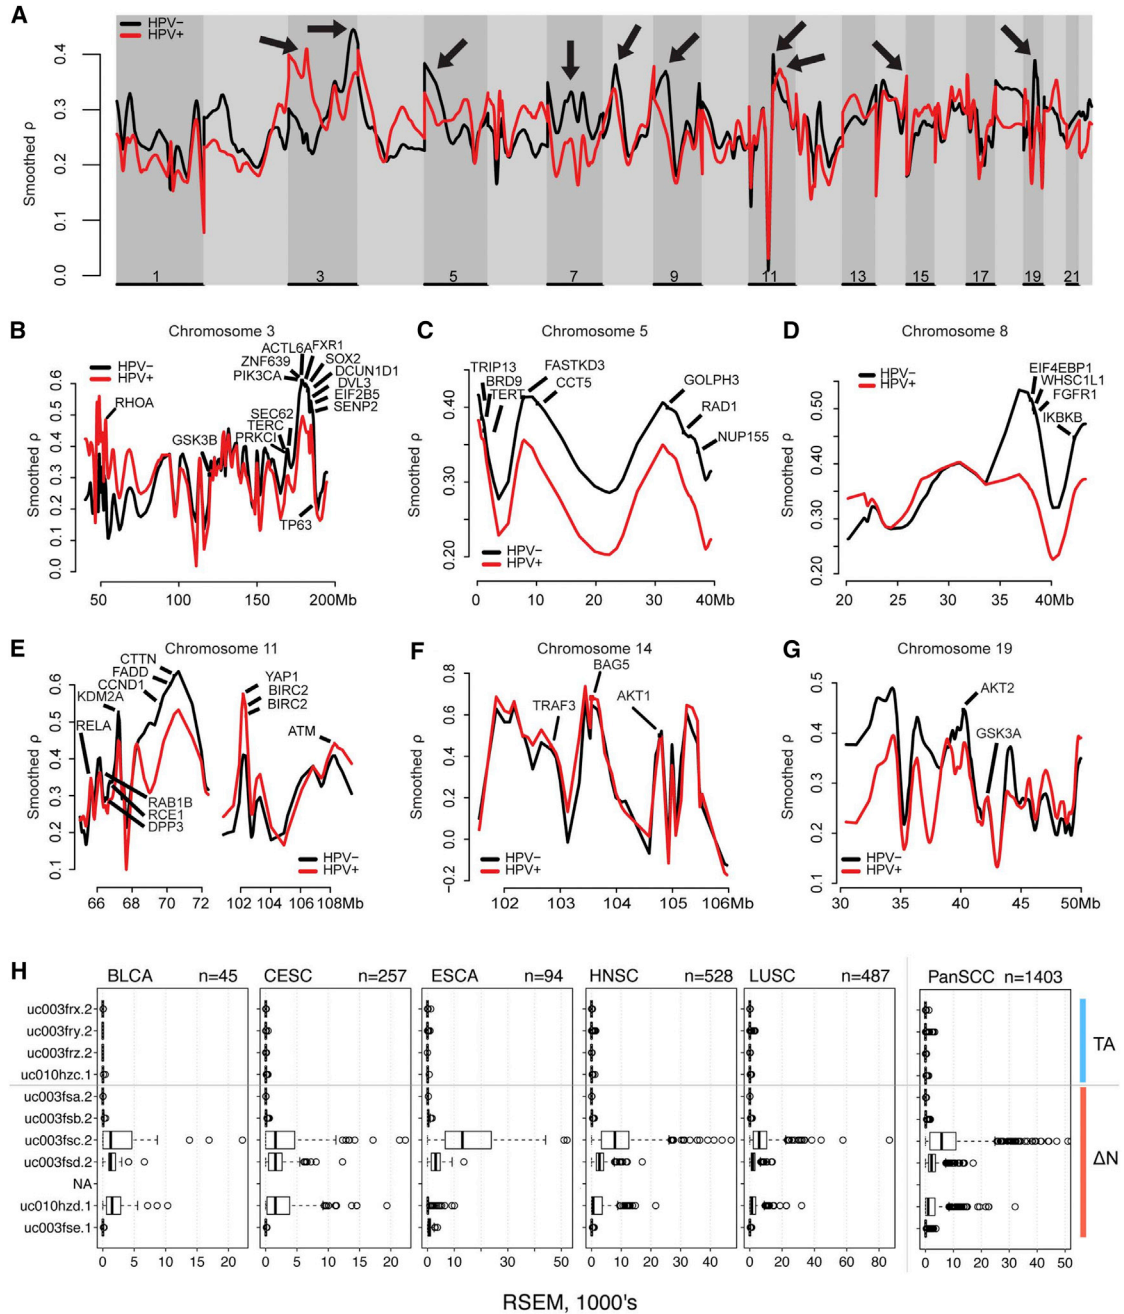 A
HPV−
HPV+
Smoothed ρ
0.4
0.3
0.2
0.1
0.0
1 3 5 7 9 11 13 15 17 19 21
B
Chromosome 3
HPV−
HPV+
Smoothed ρ
0.6
0.5
0.4
0.3
0.2
0.1
0.0
RHOA
GSK3B
ACTL6A
FXR1
ZNF639
SOX2
PIK3CA
DCUN1D1
DVL3
EIF2B5
SENP2
SEC62
TERC
PRKCI
TP63
50 100 150 200Mb
C
Chromosome 5
Smoothed ρ
0.40
0.30
0.20
TRIP13
BRD9
TERT
FASTKD3
CCT5
GOLPH3
RAD1
NUP155
HPV−
HPV+
0 10 20 30 40Mb
D
Chromosome 8
HPV−
HPV+
Smoothed ρ
0.50
0.40
0.30
0.20
EIF4EBP1
WHSC1L1
FGFR1
IKBKB
20 25 30 40Mb
E
Chromosome 11
Smoothed ρ
0.6
0.5
0.4
0.3
0.2
0.1
CTTN
FADD
CCND1
KDM2A
RELA
RAB1B
RCE1
DPP3
YAP1
BIRC2
BIRC2
ATM
HPV−
HPV+
66 68 70 72 102 104 106 108Mb
F
Chromosome 14
Smoothed ρ
0.8
0.6
0.4
0.2
0.0
−0.2
BAG5
TRAF3
AKT1
HPV−
HPV+
102 103 104 105 106Mb
G
Chromosome 19
Smoothed ρ
0.5
0.4
0.3
0.2
0.1
AKT2
GSK3A
HPV−
HPV+
30 35 40 45 50Mb
H
BLCA n=45
CESC n=257
ESCA n=94
HNSC n=528
LUSC n=487
PanSCC n=1403
uc003frx.2
uc003fry.2
uc003frz.2
uc010hzc.1
uc003fsa.2
uc003fsb.2
uc003fsc.2
uc003fsd.2
NA
uc010hzd.1
uc003fse.1
TA
ΔN
0 5 10 15 20
0 5 10 15 20
0 10 20 30 50
0 10 20 30 40
0 20 40 60 80
0 10 20 30 40 50
RSEM, 1000's